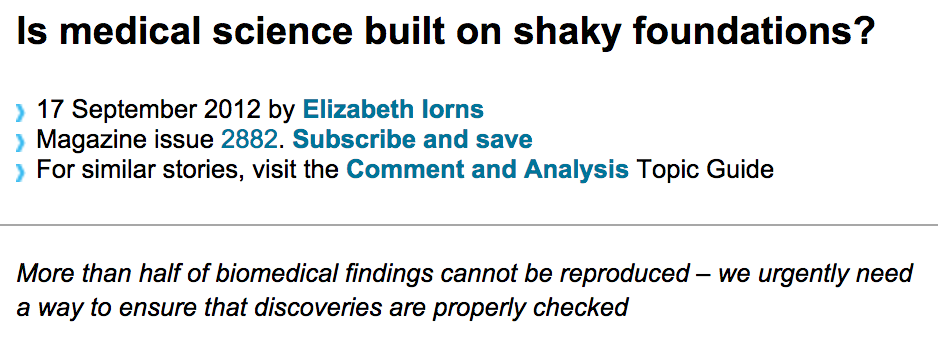 Is medical science built on shaky foundations?
17 September 2012 by Elizabeth Iorns
Magazine issue 2882. Subscribe and save
For similar stories, visit the Comment and Analysis Topic Guide
More than half of biomedical findings cannot be reproduced – we urgently need
a way to ensure that discoveries are properly checked